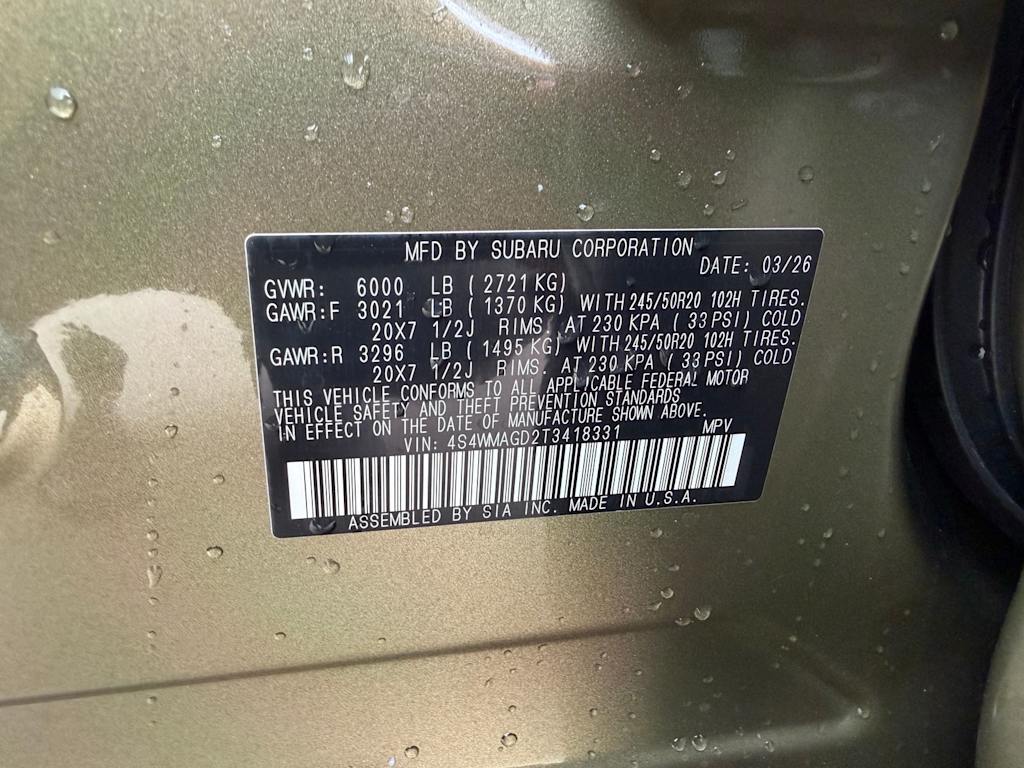 MFD BY SUBARU CORPORATION
DATE: 03/26
GVWR: 6000 LB ( 2721 KG)
GAWR:F 3021 LB ( 1370 KG) WITH 245/50R20 102H TIRES.
20X7 1/2J RIMS. AT 230 KPA ( 33 PSI) COLD
GAWR:R 3296 LB ( 1495 KG) WITH 245/50R20 102H TIRES.
20X7 1/2J RIMS. AT 230 KPA ( 33 PSI) COLD
THIS VEHICLE CONFORMS TO ALL APPLICABLE FEDERAL MOTOR
VEHICLE SAFETY AND THEFT PREVENTION STANDARDS
IN EFFECT ON THE DATE OF MANUFACTURE SHOWN ABOVE.
VIN: 4S4WMAGD2T3418331 MPV
ASSEMBLED BY SIA INC. MADE IN U.S.A.